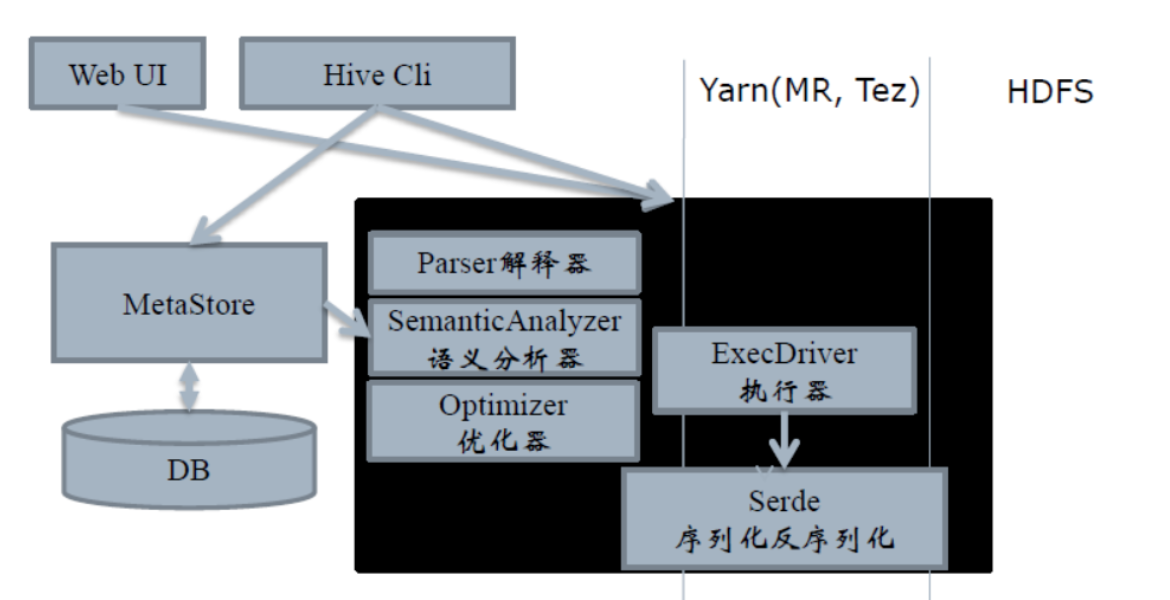 Web UI
Hive Cli
Yarn(MR, Tez)
HDFS
MetaStore
DB
Parser解释器
SemanticAnalyzer
语义分析器
Optimizer
优化器
ExecDriver
执行器
Serde
序列化反序列化